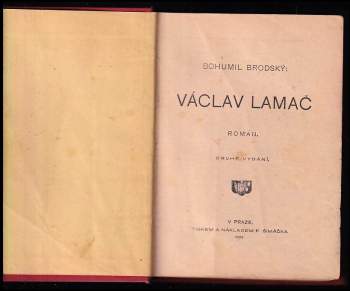 BOHUMIL BRODSKÝ:
VÁCLAV LAMAČ
ROMÁN.
DRUHÉ VYDÁNÍ.
V PRAZE.
TISKEM A NÁKLADEM F. ŠIMÁČKA